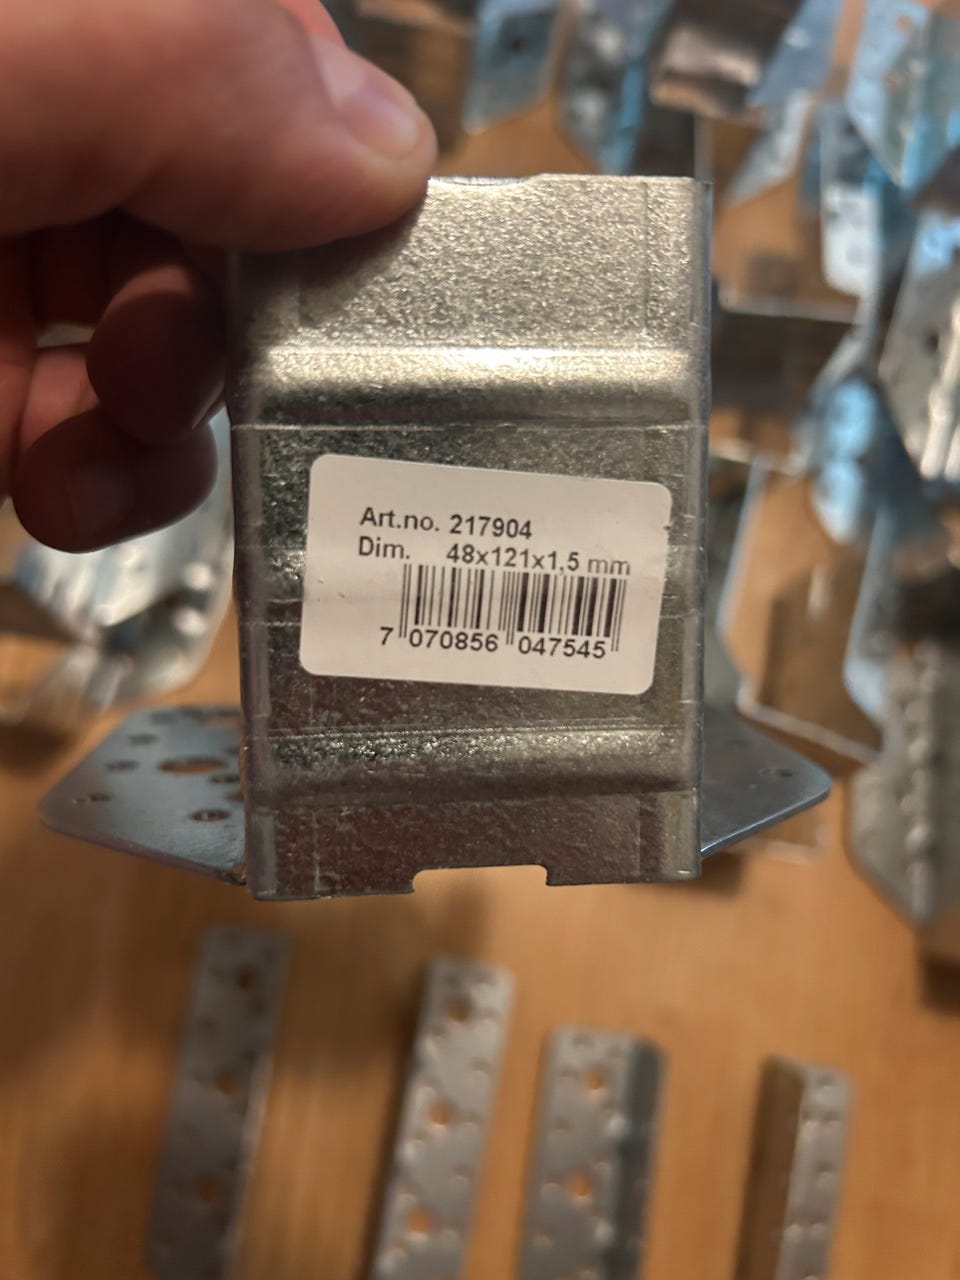 Art.no. 217904
Dim. 48x121x1,5 mm
7 070856 047545